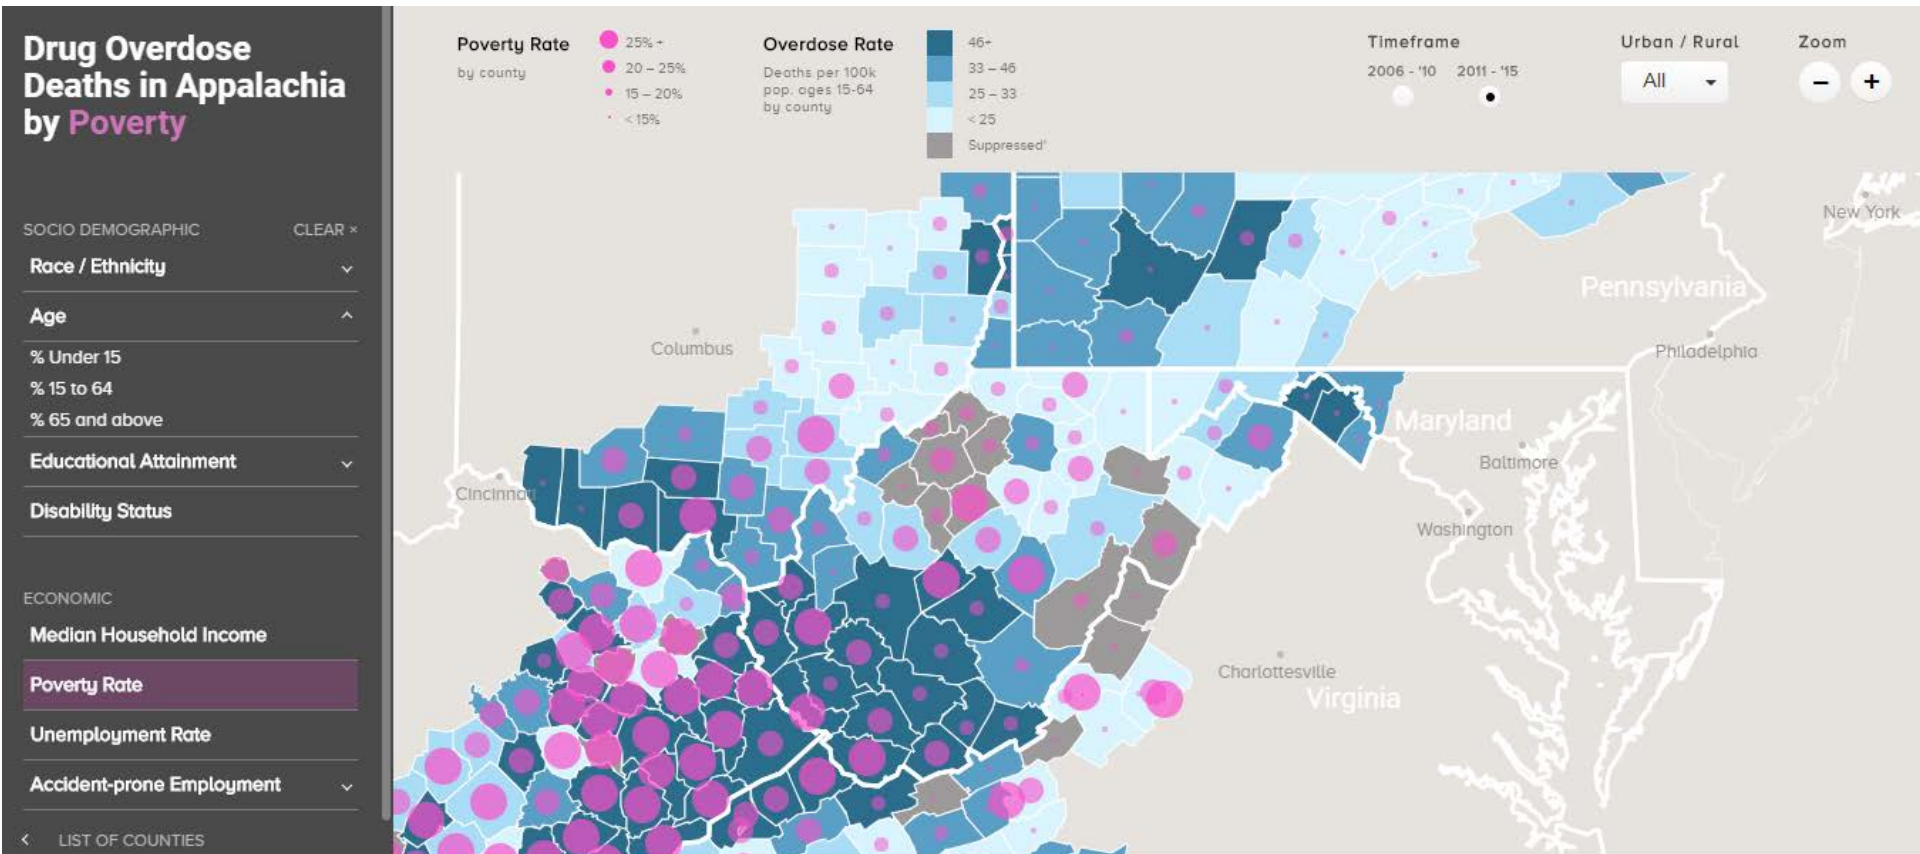 Drug Overdose
Deaths in Appalachia
by Poverty
SOCIO DEMOGRAPHIC CLEAR ×
Race / Ethnicity
Age
% Under 15
% 15 to 64
% 65 and above
Educational Attainment
Disability Status
ECONOMIC
Median Household Income
Poverty Rate
Unemployment Rate
Accident-prone Employment
LIST OF COUNTIES
Poverty Rate
by county
25% +
20 – 25%
15 – 20%
< 15%
Overdose Rate
Deaths per 100k
pop. ages 15-64
by county
46+
33 – 46
25 – 33
< 25
Suppressed¹
Timeframe
2006 - '10 2011 - '15
Urban / Rural
All
Zoom
− +
New York
Pennsylvania
Columbus
Philadelphia
Maryland
Baltimore
Cincinnati
Washington
Charlottesville
Virginia